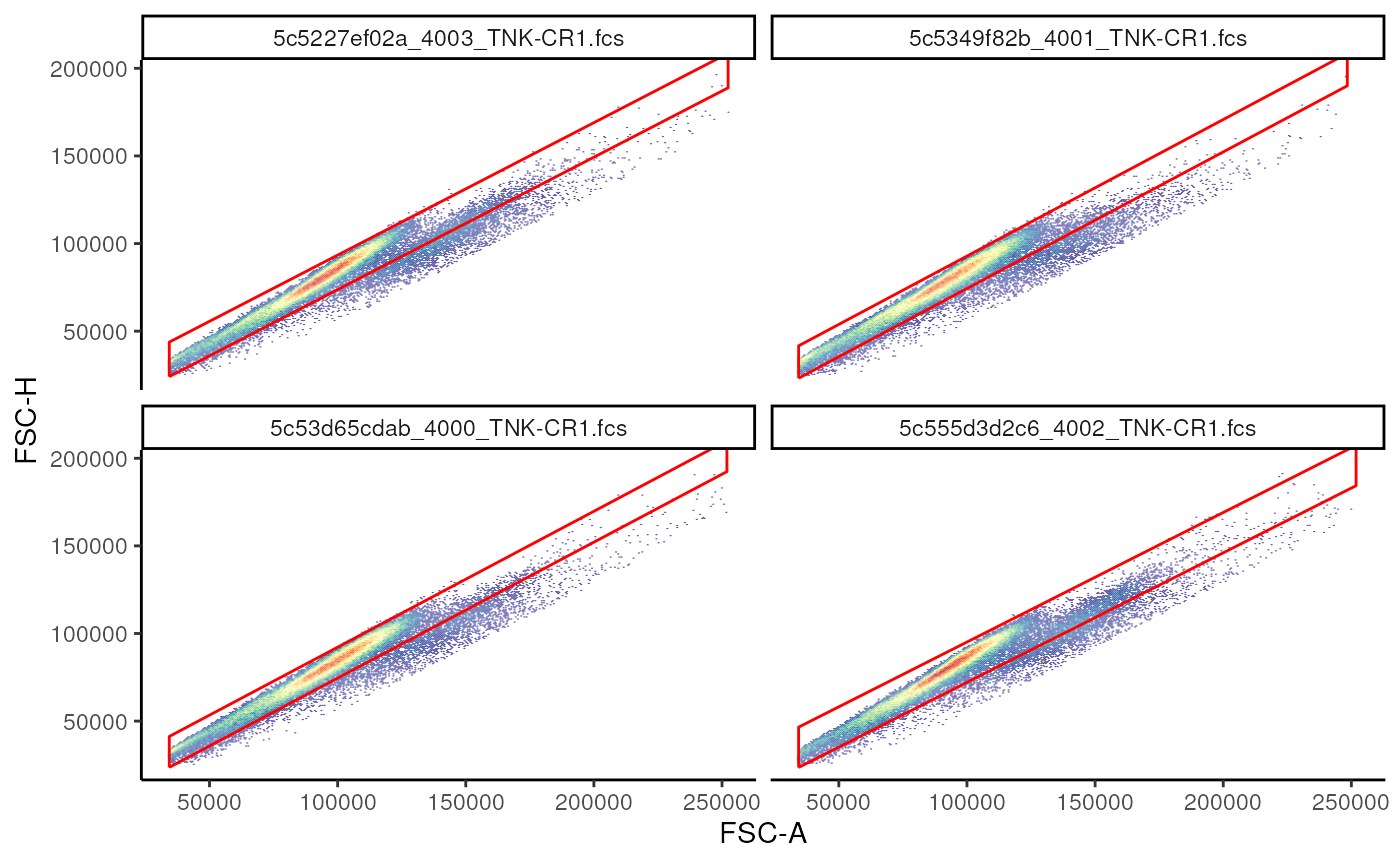 5c5227ef02a_4003_TNK-CR1.fcs
5c5349f82b_4001_TNK-CR1.fcs
200000
150000
100000
50000
FSC-H
5c53d65cdab_4000_TNK-CR1.fcs
5c555d3d2c6_4002_TNK-CR1.fcs
200000
150000
100000
50000
50000 100000 150000 200000 250000
50000 100000 150000 200000 250000
FSC-A